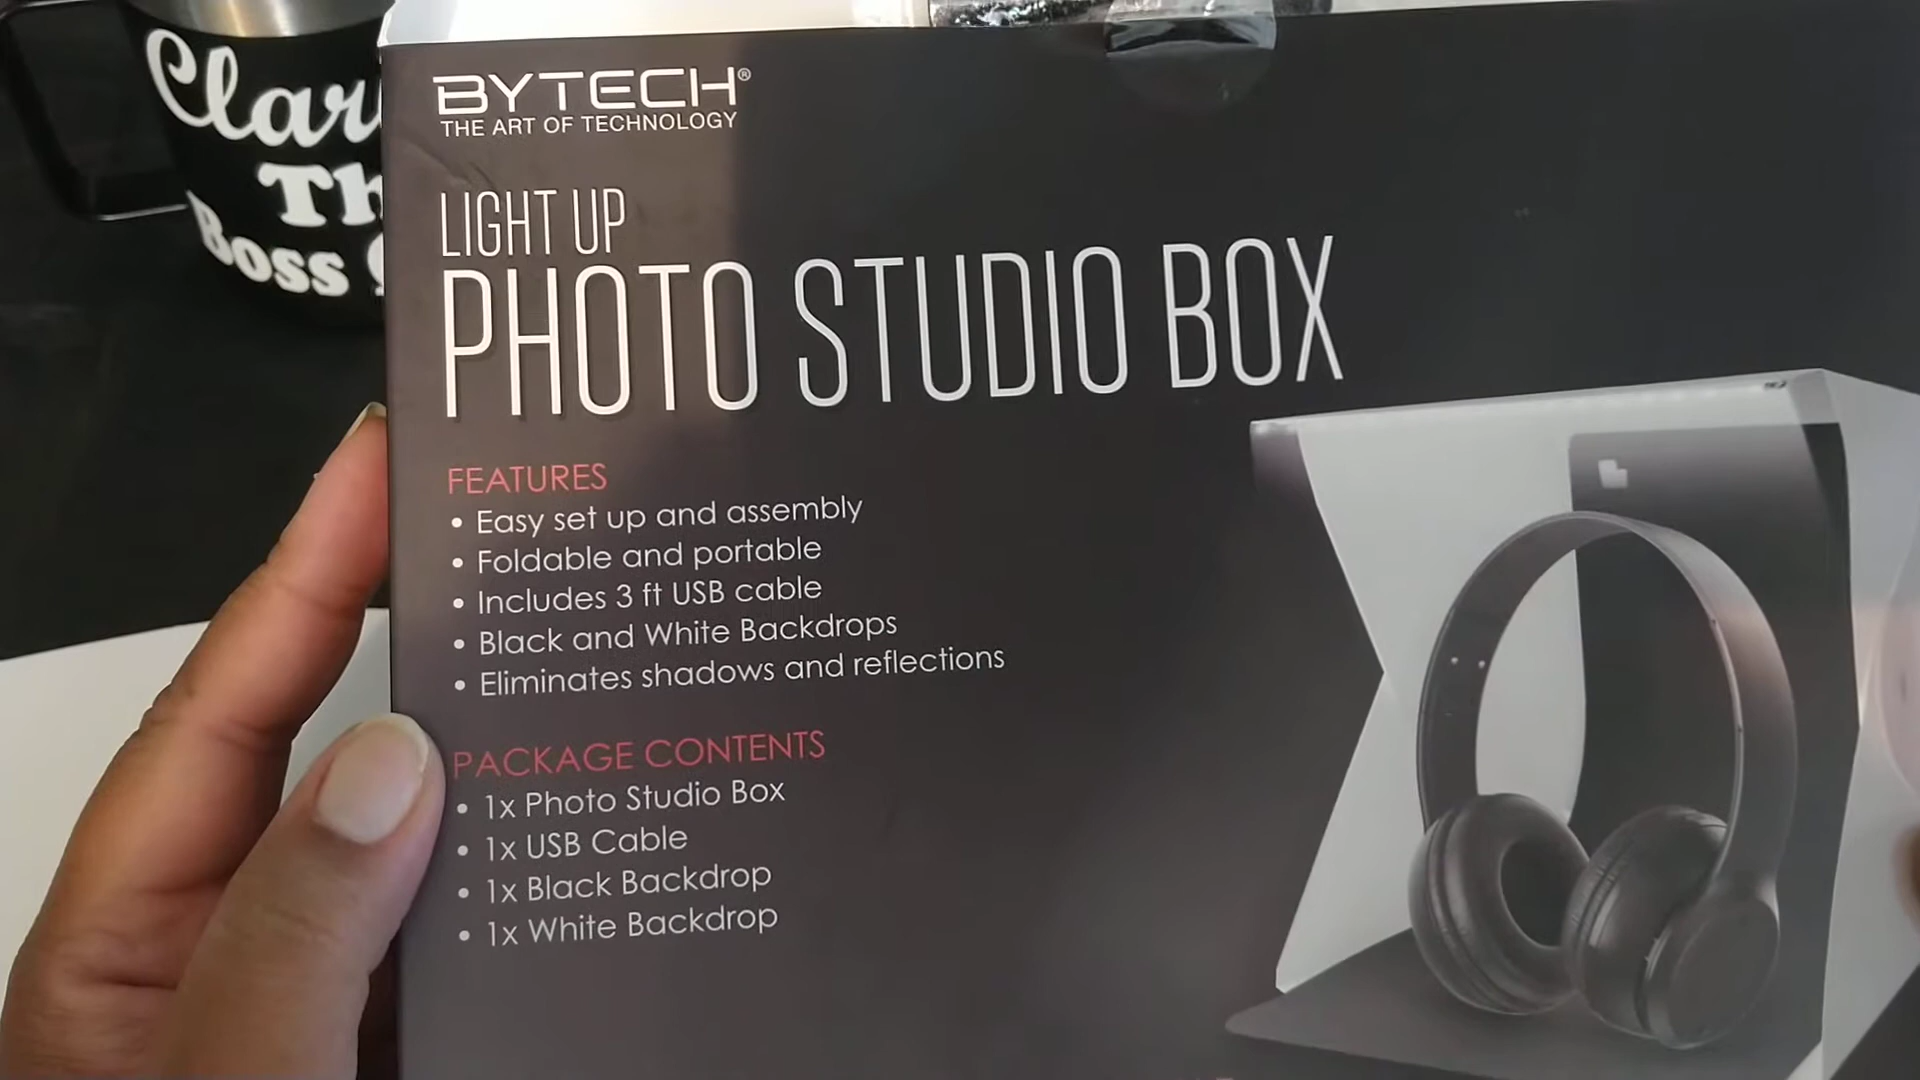 Th
Boss
BYTECH®
THE ART OF TECHNOLOGY
LIGHT UP
PHOTO STUDIO BOX
FEATURES
• Easy set up and assembly
• Foldable and portable
• Includes 3 ft USB cable
• Black and White Backdrops
• Eliminates shadows and reflections
PACKAGE CONTENTS
• 1x Photo Studio Box
• 1x USB Cable
• 1x Black Backdrop
• 1x White Backdrop